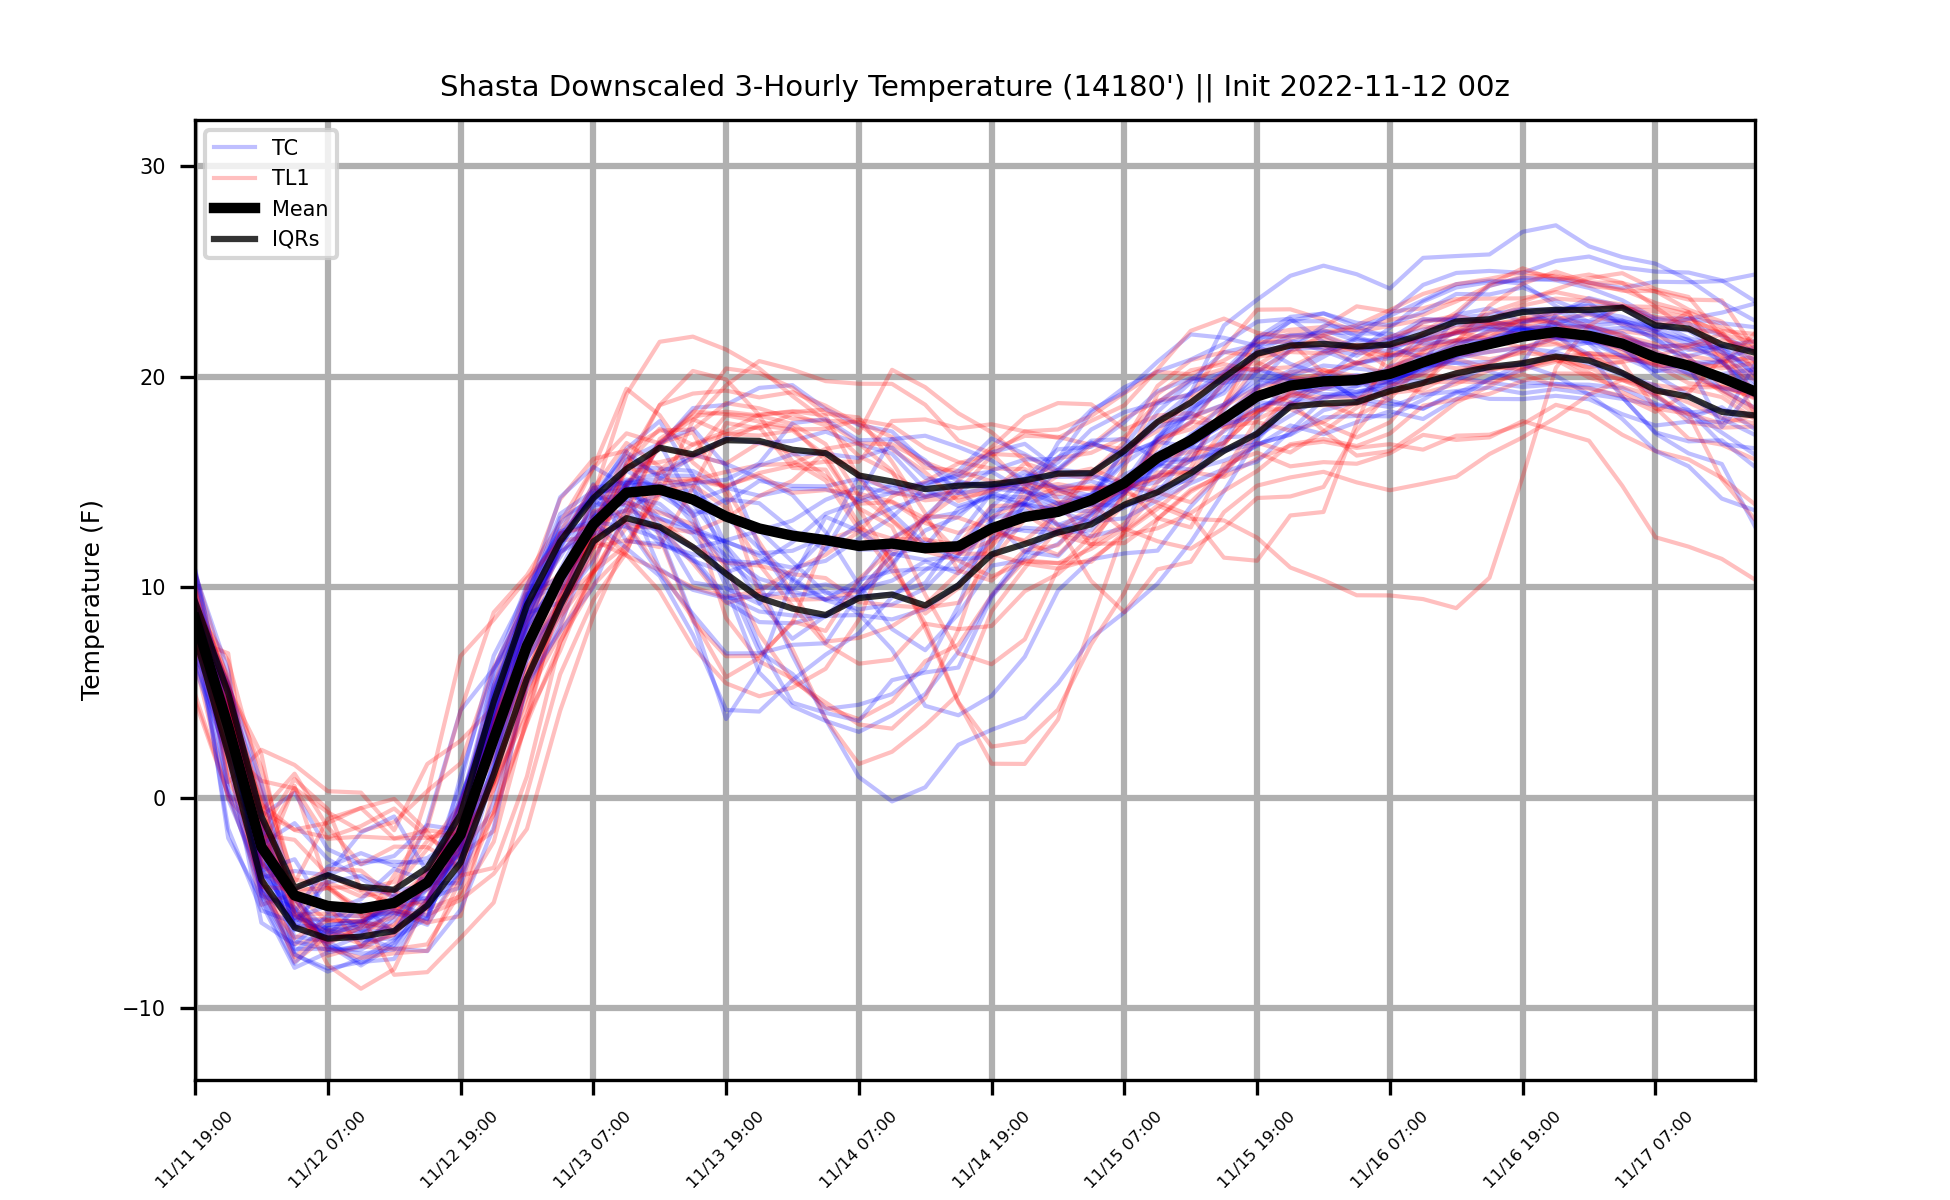 Shasta Downscaled 3-Hourly Temperature (14180') || Init 2022-11-12 00z
TC
TL1
Mean
IQRs
Temperature (F)
30
20
10
0
−10
11/11 19:00
11/12 07:00
11/12 19:00
11/13 07:00
11/13 19:00
11/14 07:00
11/14 19:00
11/15 07:00
11/15 19:00
11/16 07:00
11/16 19:00
11/17 07:00